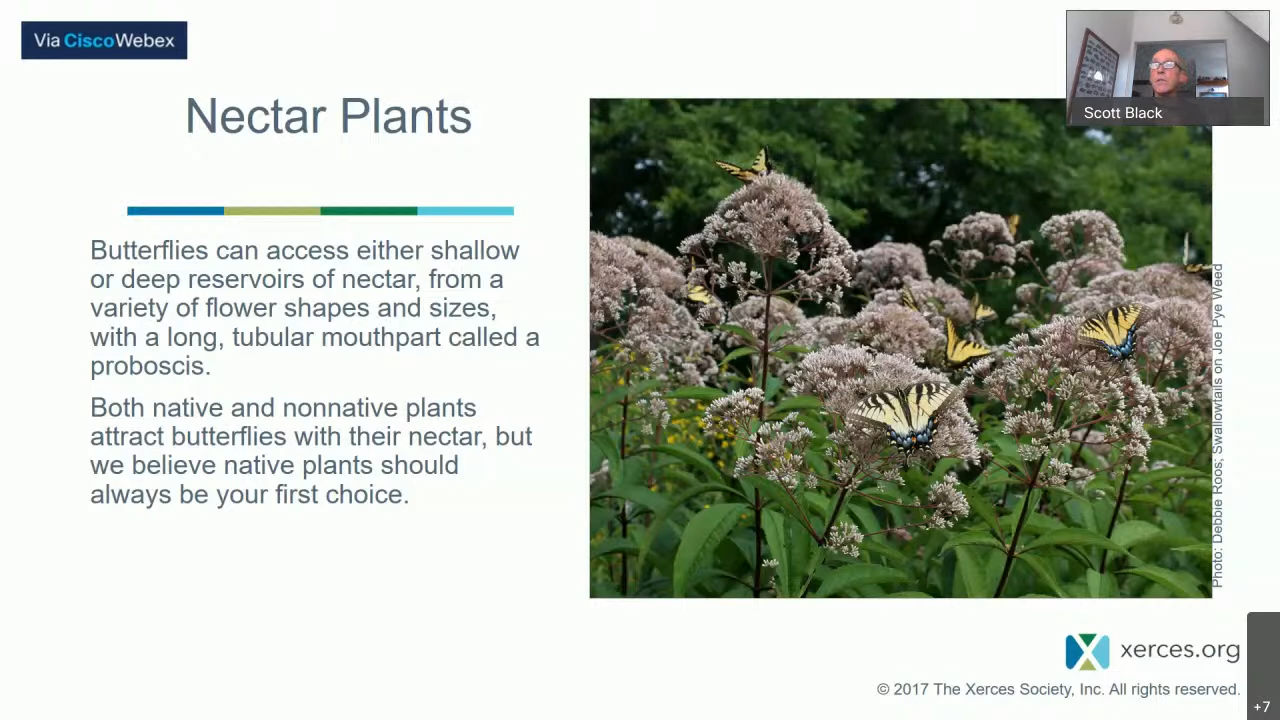 Via Cisco Webex
Scott Black
Nectar Plants
Butterflies can access either shallow
or deep reservoirs of nectar, from a
variety of flower shapes and sizes,
with a long, tubular mouthpart called a
proboscis.
Both native and nonnative plants
attract butterflies with their nectar, but
we believe native plants should
always be your first choice.
Photo: Debbie Roos; Swallowtails on Joe Pye Weed
xerces.org
© 2017 The Xerces Society, Inc. All rights reserved.
+7